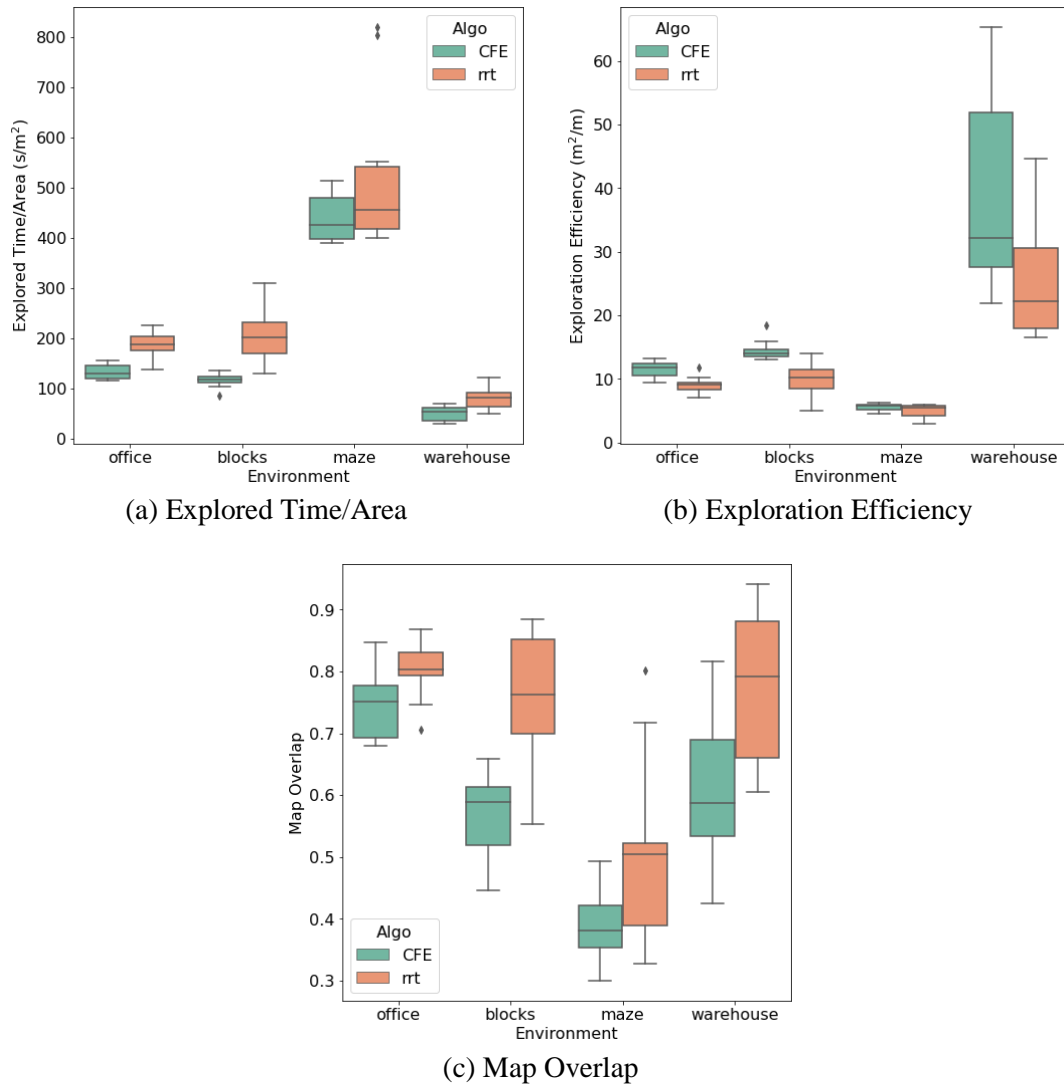 Explored Time/Area (s/m²)
800
700
600
500
400
300
200
100
0
Algo
CFE
rrt
office blocks maze warehouse
Environment
(a) Explored Time/Area
Exploration Efficiency (m²/m)
60
50
40
30
20
10
0
Algo
CFE
rrt
office blocks maze warehouse
Environment
(b) Exploration Efficiency
Map Overlap
0.9
0.8
0.7
0.6
0.5
0.4
0.3
Algo
CFE
rrt
office blocks maze warehouse
Environment
(c) Map Overlap